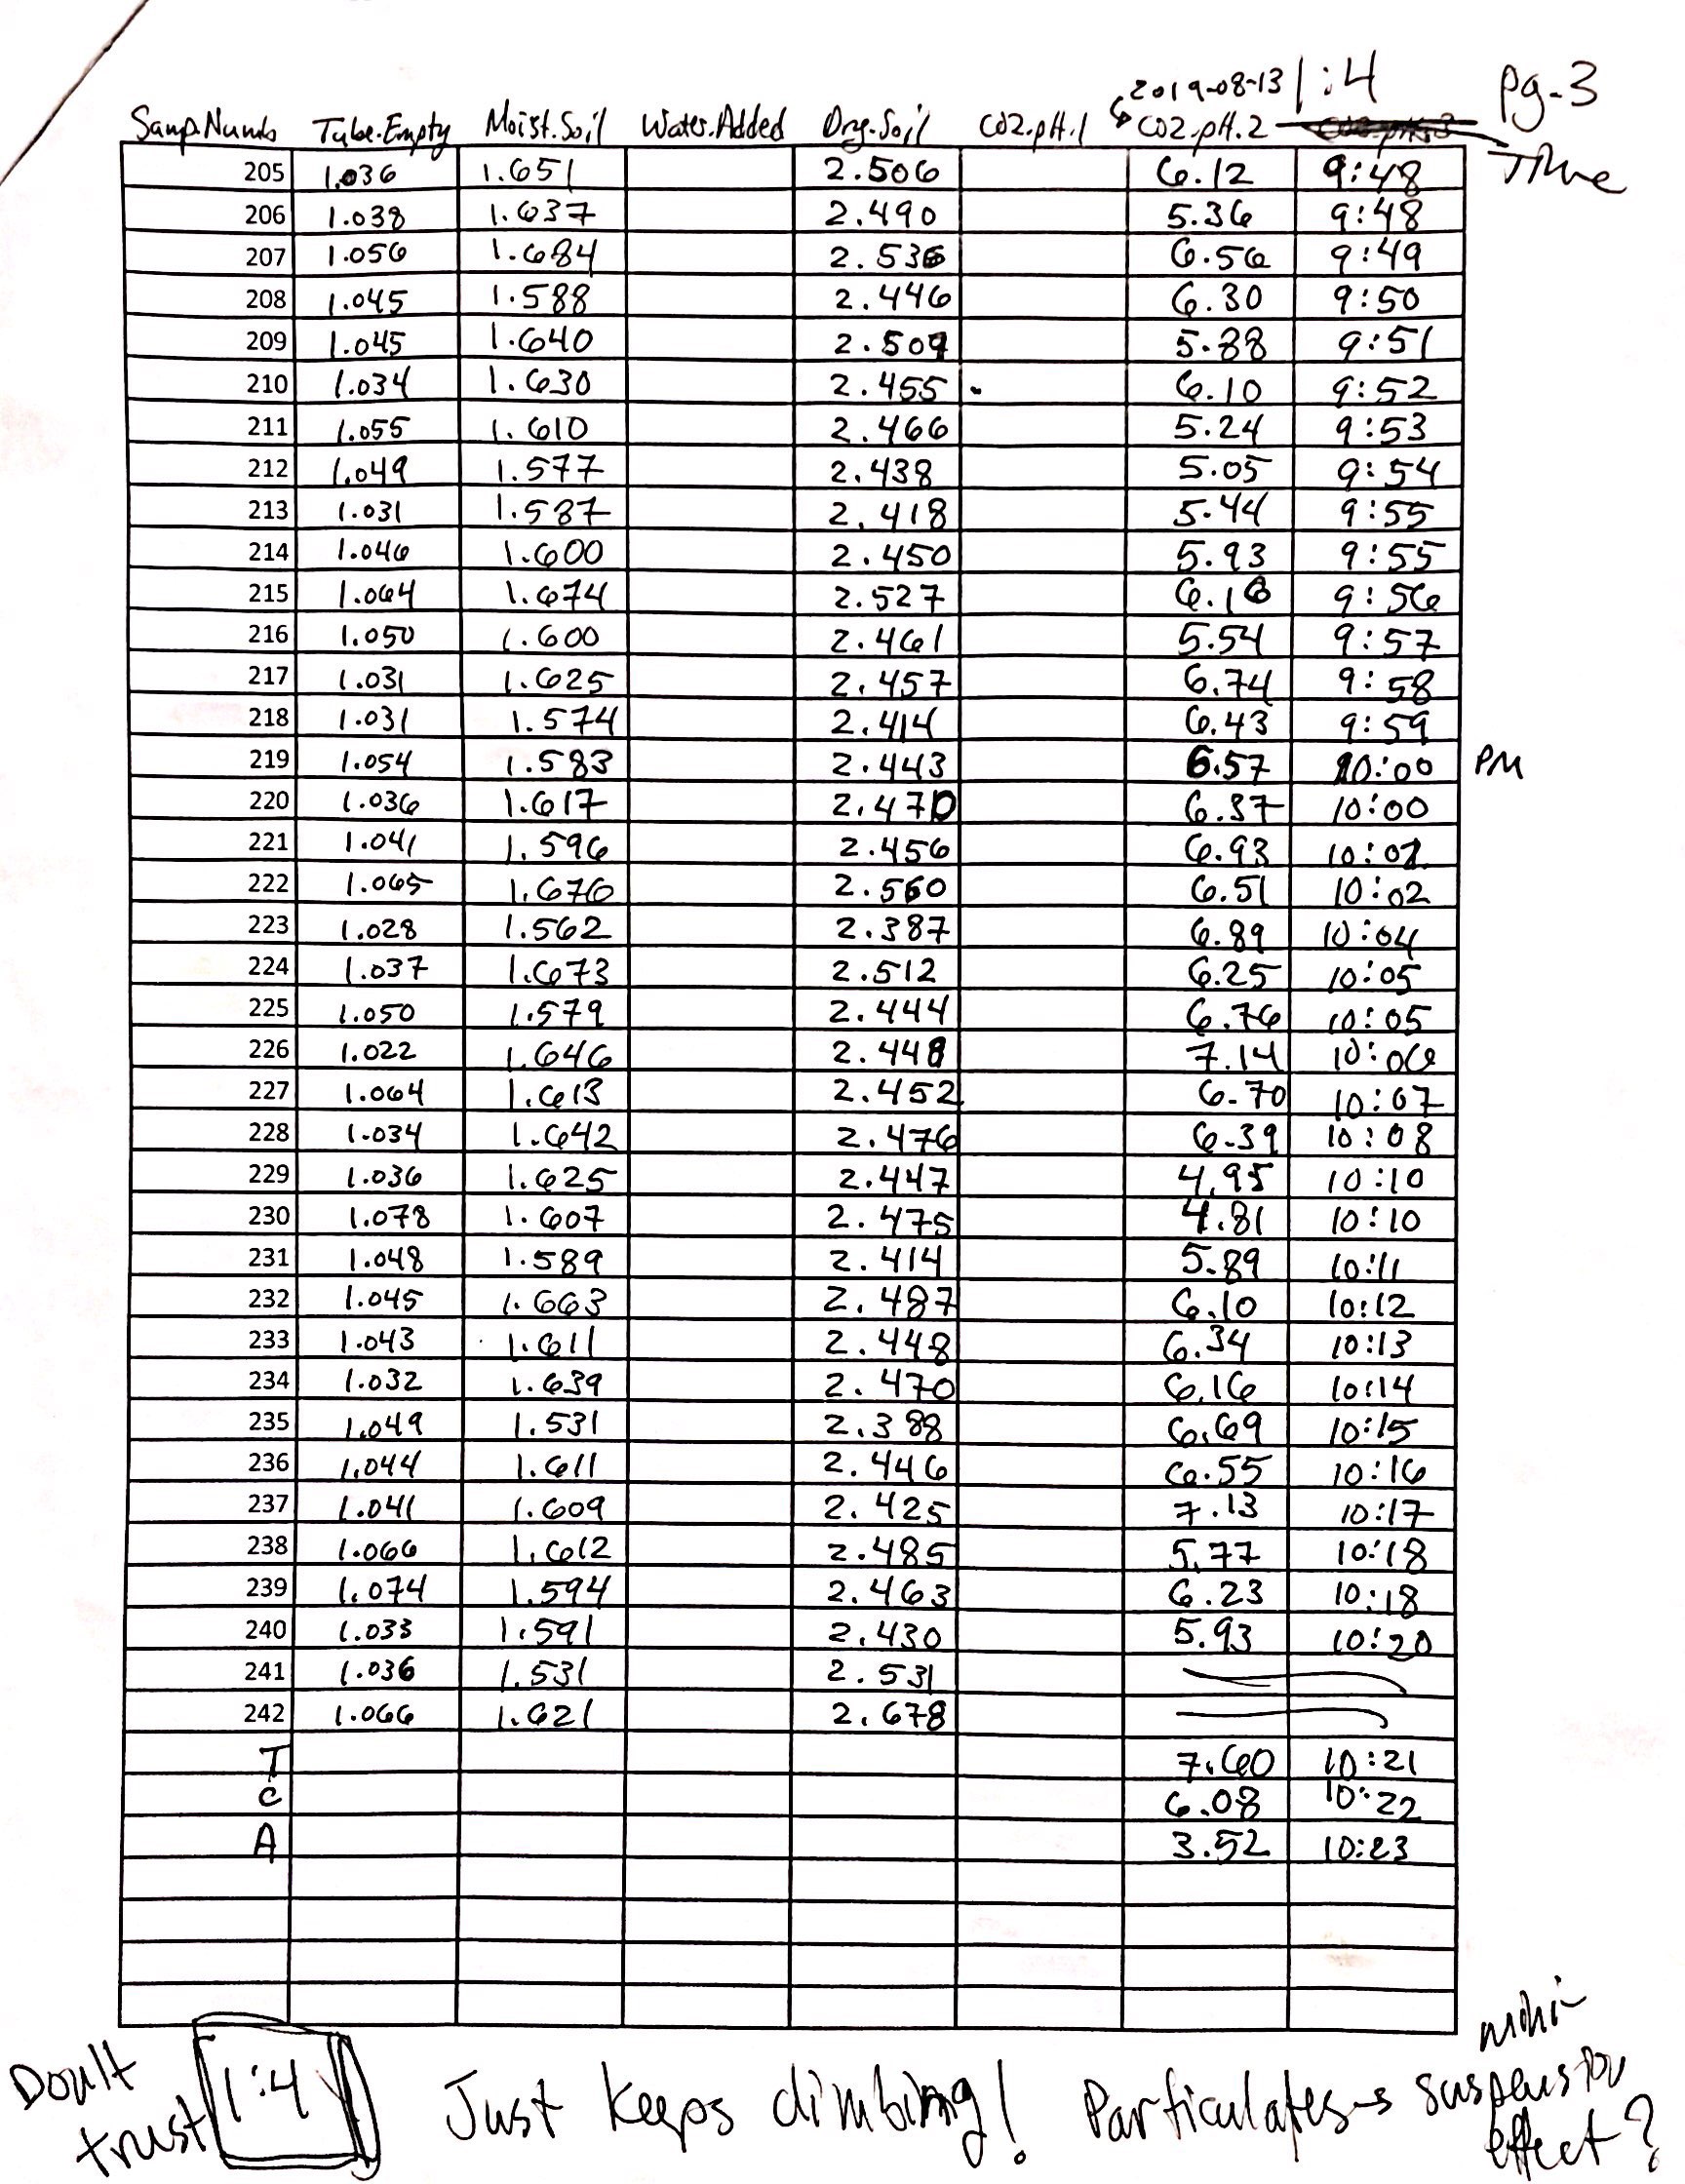 2019-08-13 1:4 pg-3
Samp.Numb Tube.Empty Moist.Soil Water.Added Dry.Soil CO2.pH.1 CO2.pH.2 CO2.pH.3 Time
205 1.036 1.651 2.506 6.12 9:48
206 1.038 1.637 2.490 5.36 9:48
207 1.056 1.684 2.536 6.56 9:49
208 1.045 1.588 2.446 6.30 9:50
209 1.045 1.640 2.509 5.88 9:51
210 1.034 1.630 2.455 6.10 9:52
211 1.055 1.610 2.466 5.24 9:53
212 1.049 1.577 2.438 5.05 9:54
213 1.031 1.587 2.418 5.44 9:55
214 1.046 1.600 2.450 5.93 9:55
215 1.064 1.674 2.527 6.16 9:56
216 1.050 1.600 2.461 5.54 9:57
217 1.031 1.625 2.457 6.74 9:58
218 1.031 1.574 2.414 6.43 9:59
219 1.054 1.583 2.443 6.57 10:00 PM
220 1.036 1.617 2.470 6.37 10:00
221 1.041 1.596 2.456 6.93 10:02
222 1.065 1.676 2.560 6.51 10:02
223 1.028 1.562 2.387 6.89 10:04
224 1.037 1.673 2.512 6.25 10:05
225 1.050 1.579 2.444 6.76 10:05
226 1.022 1.646 2.448 7.14 10:06
227 1.064 1.613 2.452 6.70 10:07
228 1.034 1.642 2.476 6.39 10:08
229 1.036 1.625 2.447 4.95 10:10
230 1.078 1.607 2.475 4.81 10:10
231 1.048 1.589 2.414 5.89 10:11
232 1.045 1.663 2.487 6.10 10:12
233 1.043 1.611 2.448 6.34 10:13
234 1.032 1.639 2.470 6.16 10:14
235 1.049 1.531 2.388 6.69 10:15
236 1.044 1.611 2.446 6.55 10:16
237 1.041 1.609 2.425 7.13 10:17
238 1.066 1.612 2.485 5.77 10:18
239 1.074 1.594 2.463 6.23 10:18
240 1.033 1.591 2.430 5.93 10:20
241 1.036 1.531 2.531
242 1.066 1.621 2.678
T 7.60 10:21
C 6.08 10:22
A 3.52 10:23
Don't trust 1:4 Just keeps climbing! Particulates → suspension effect?